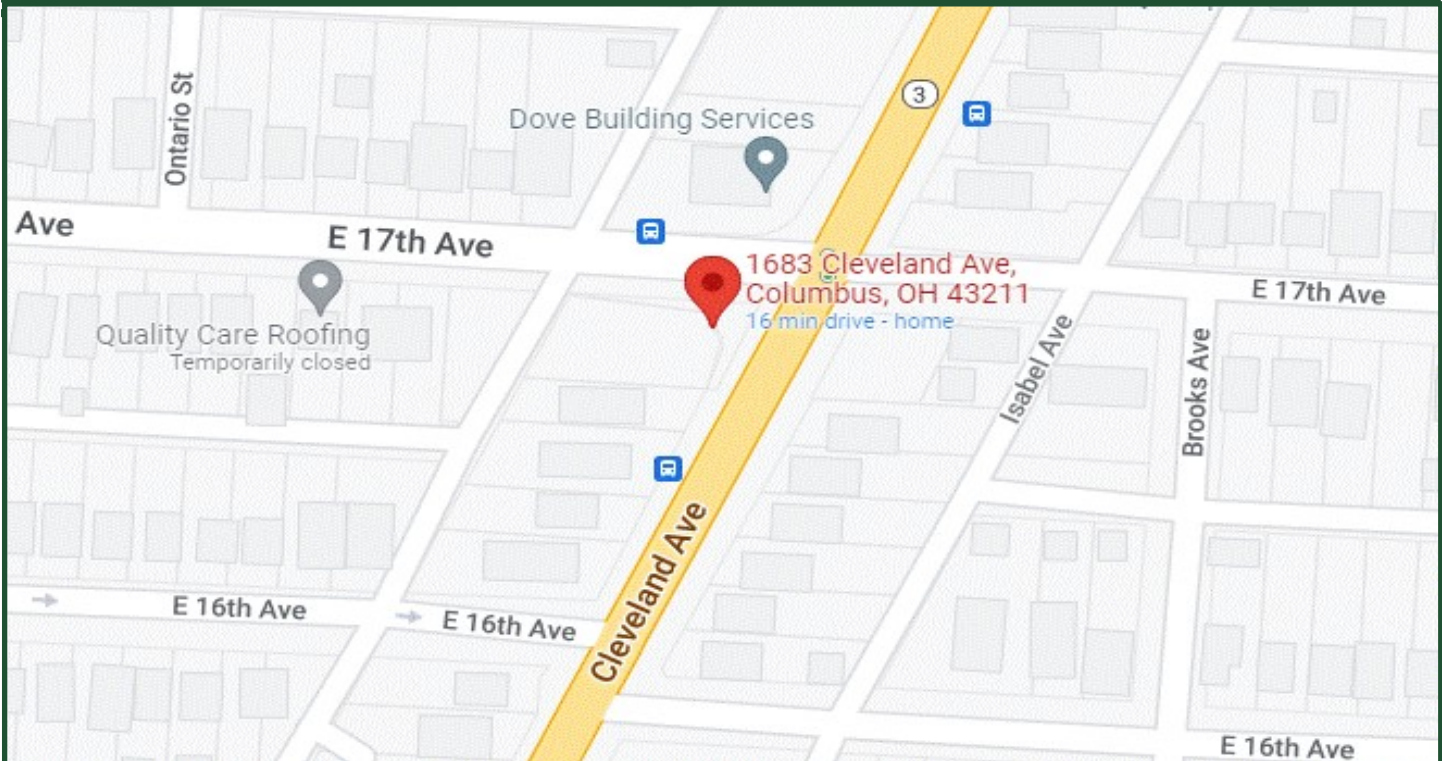 Ontario St
Dove Building Services
3
Ave
E 17th Ave
1683 Cleveland Ave,
Columbus, OH 43211
16 min drive - home
E 17th Ave
Quality Care Roofing
Temporarily closed
Isabel Ave
Brooks Ave
Cleveland Ave
E 16th Ave
E 16th Ave
E 16th Ave